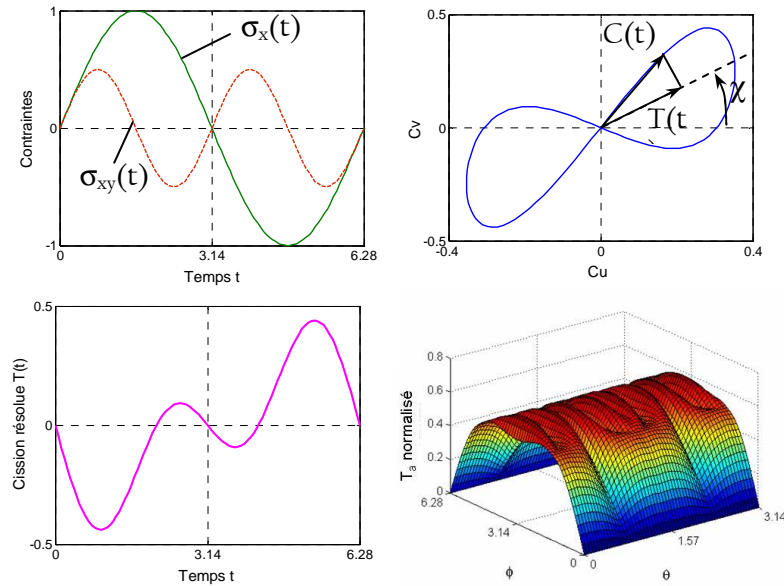 1
σx(t)
Contraintes
0
σxy(t)
-1
0
3.14
6.28
Temps t
0.5
C(t)
χ
Cv
0
T(t
-0.5
-0.4
0
0.4
Cu
0.5
Cission résolue T(t)
0
-0.5
0
3.14
6.28
Temps t
0.8
0.6
0.4
0.2
0
Ta normalisé
6.28
3.14
0
ϕ
0
1.57
3.14
θ